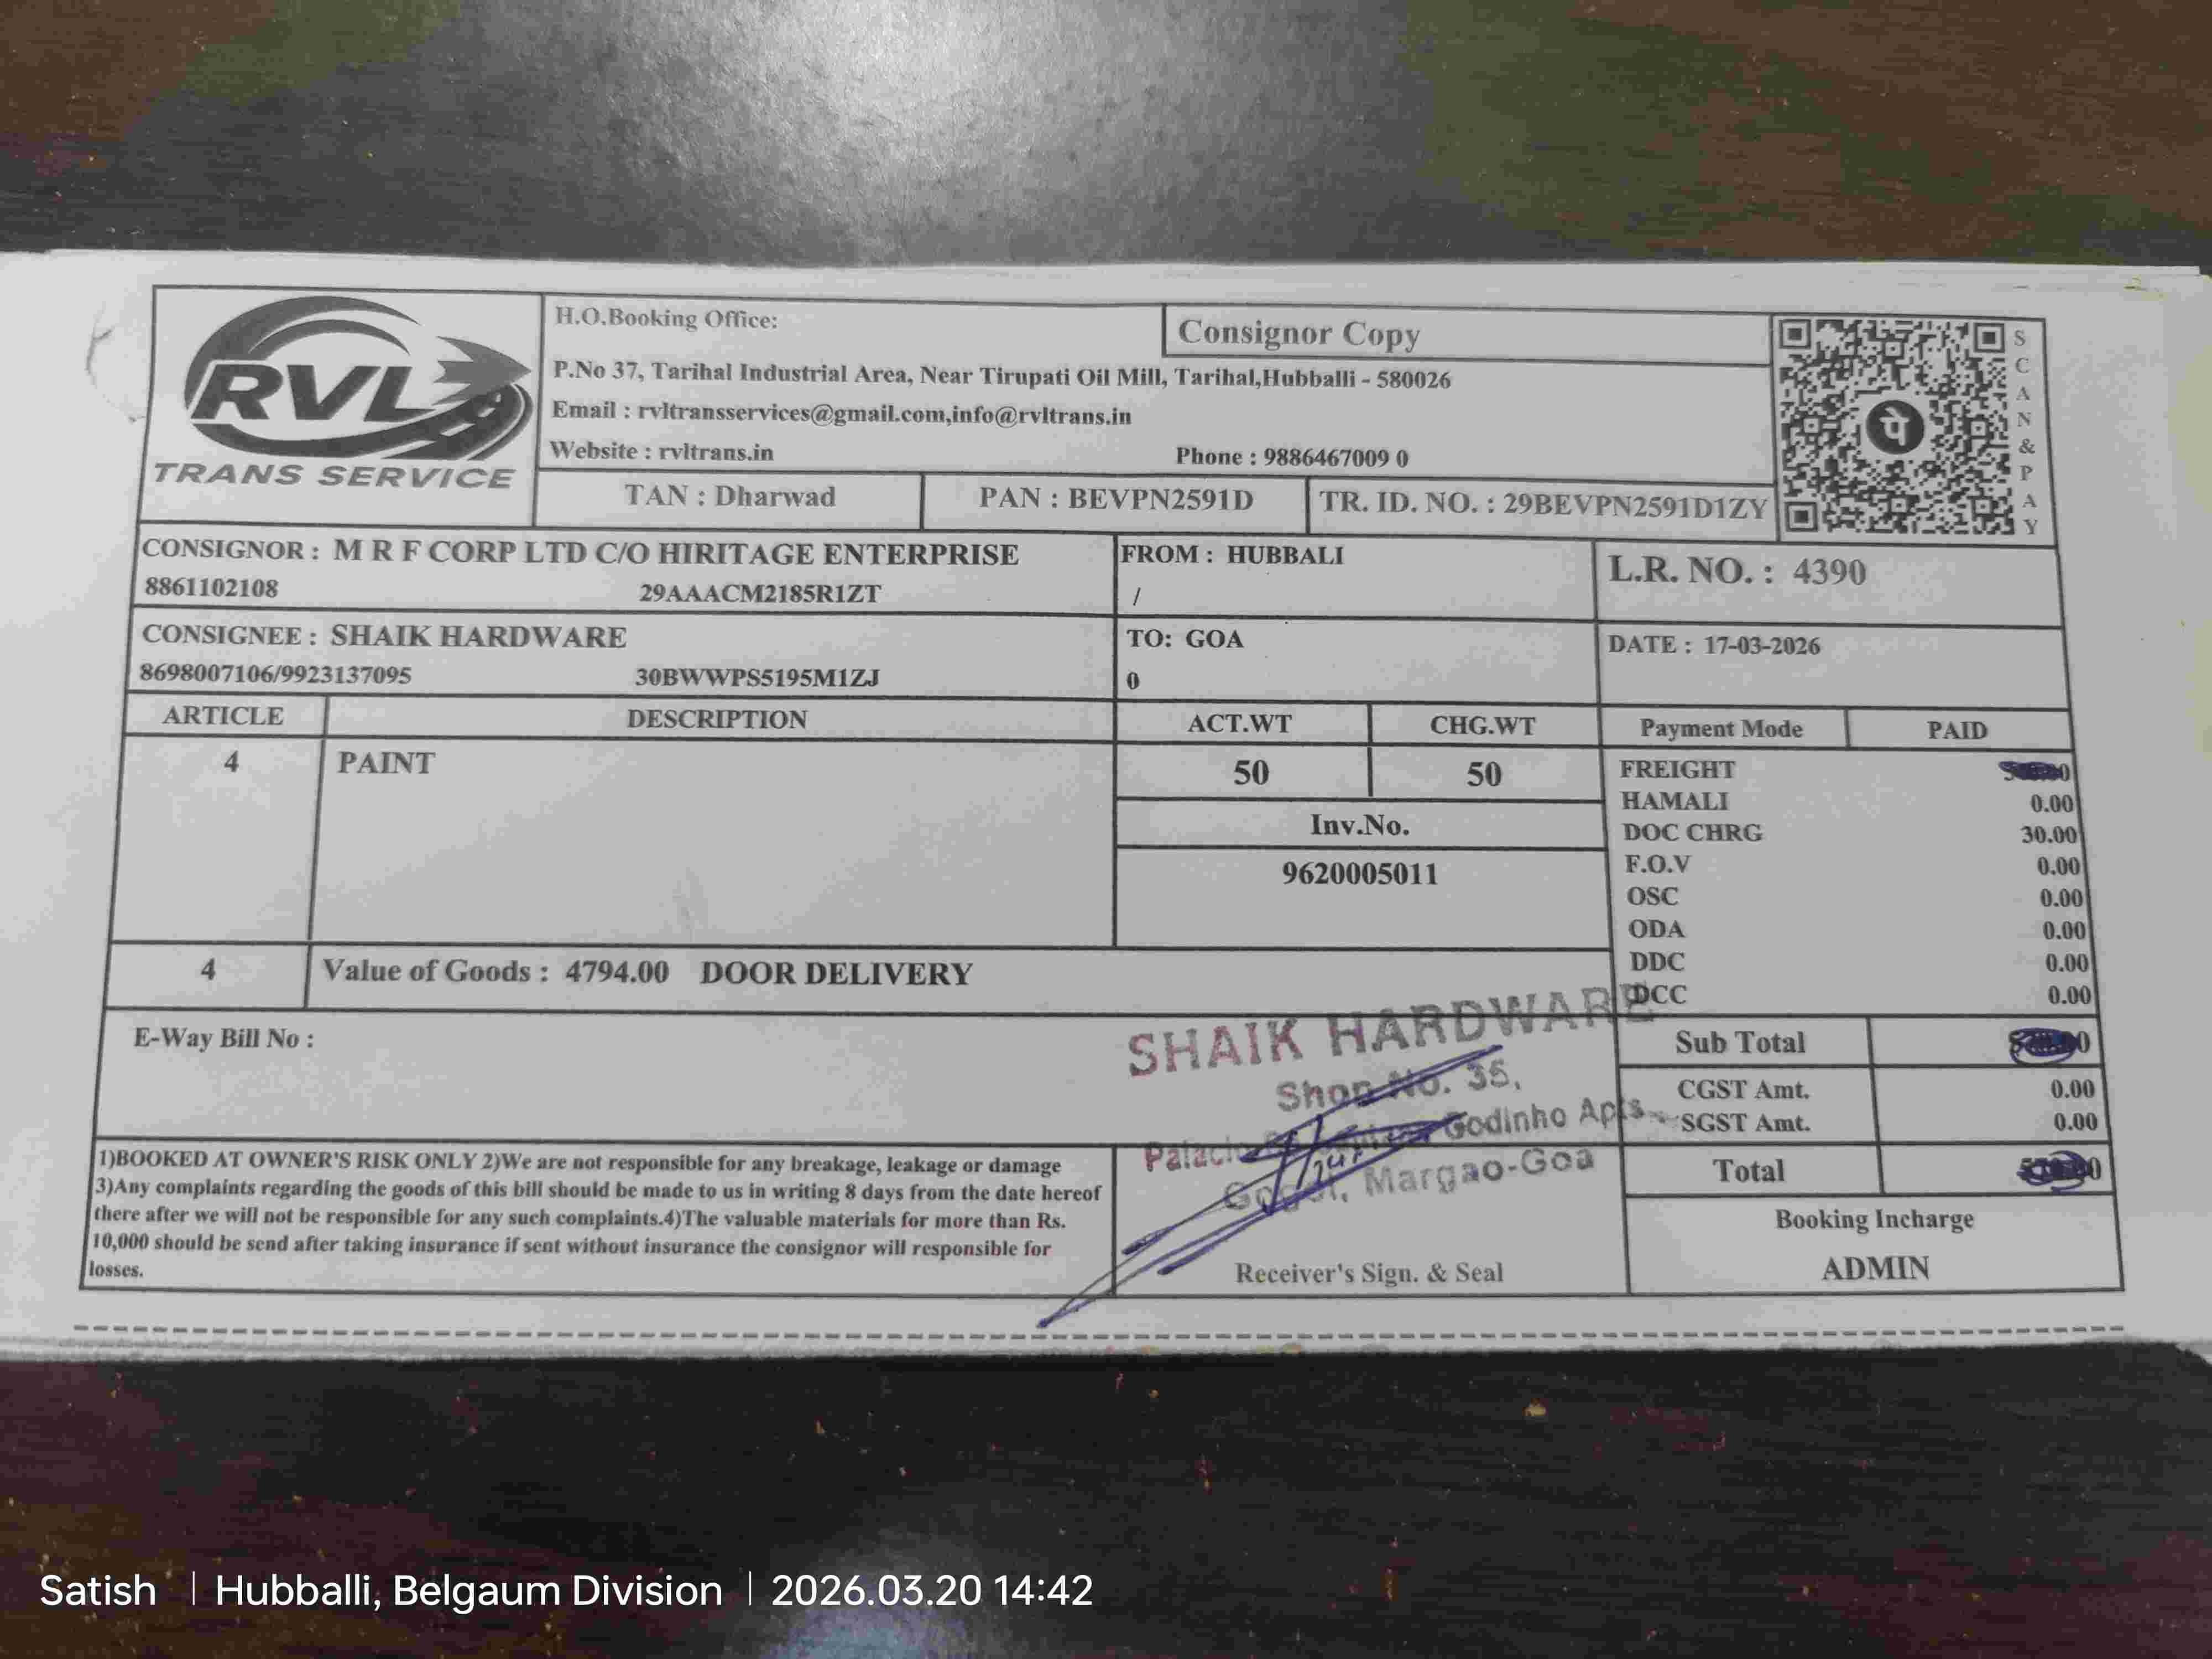 RVL
TRANS SERVICE
H.O.Booking Office:
Consignor Copy
P.No 37, Tarihal Industrial Area, Near Tirupati Oil Mill, Tarihal,Hubballi - 580026
Email : rvltransservices@gmail.com,info@rvltrans.in
Website : rvltrans.in Phone : 9886467009 0
TAN : Dharwad PAN : BEVPN2591D TR. ID. NO. : 29BEVPN2591D1ZY
पे
SCAN&PAY
CONSIGNOR : M R F CORP LTD C/O HIRITAGE ENTERPRISE
8861102108 29AAACM2185R1ZT
FROM : HUBBALI
/
L.R. NO. : 4390
CONSIGNEE : SHAIK HARDWARE
8698007106/9923137095 30BWWPS5195M1ZJ
TO: GOA
0
DATE : 17-03-2026
ARTICLE DESCRIPTION ACT.WT CHG.WT Payment Mode PAID
4 PAINT 50 50
Inv.No.
9620005011
FREIGHT
HAMALI 0.00
DOC CHRG 30.00
F.O.V 0.00
OSC 0.00
ODA 0.00
DDC 0.00
DCC 0.00
4 Value of Goods : 4794.00 DOOR DELIVERY
E-Way Bill No :
Sub Total
CGST Amt. 0.00
SGST Amt. 0.00
Total
SHAIK HARDWARE
Shop No. 35,
Godinho Apts
Gogol, Margao-Goa
1)BOOKED AT OWNER'S RISK ONLY 2)We are not responsible for any breakage, leakage or damage
3)Any complaints regarding the goods of this bill should be made to us in writing 8 days from the date hereof
there after we will not be responsible for any such complaints.4)The valuable materials for more than Rs.
10,000 should be send after taking insurance if sent without insurance the consignor will responsible for
losses.
Receiver's Sign. & Seal
Booking Incharge
ADMIN
Satish | Hubballi, Belgaum Division | 2026.03.20 14:42